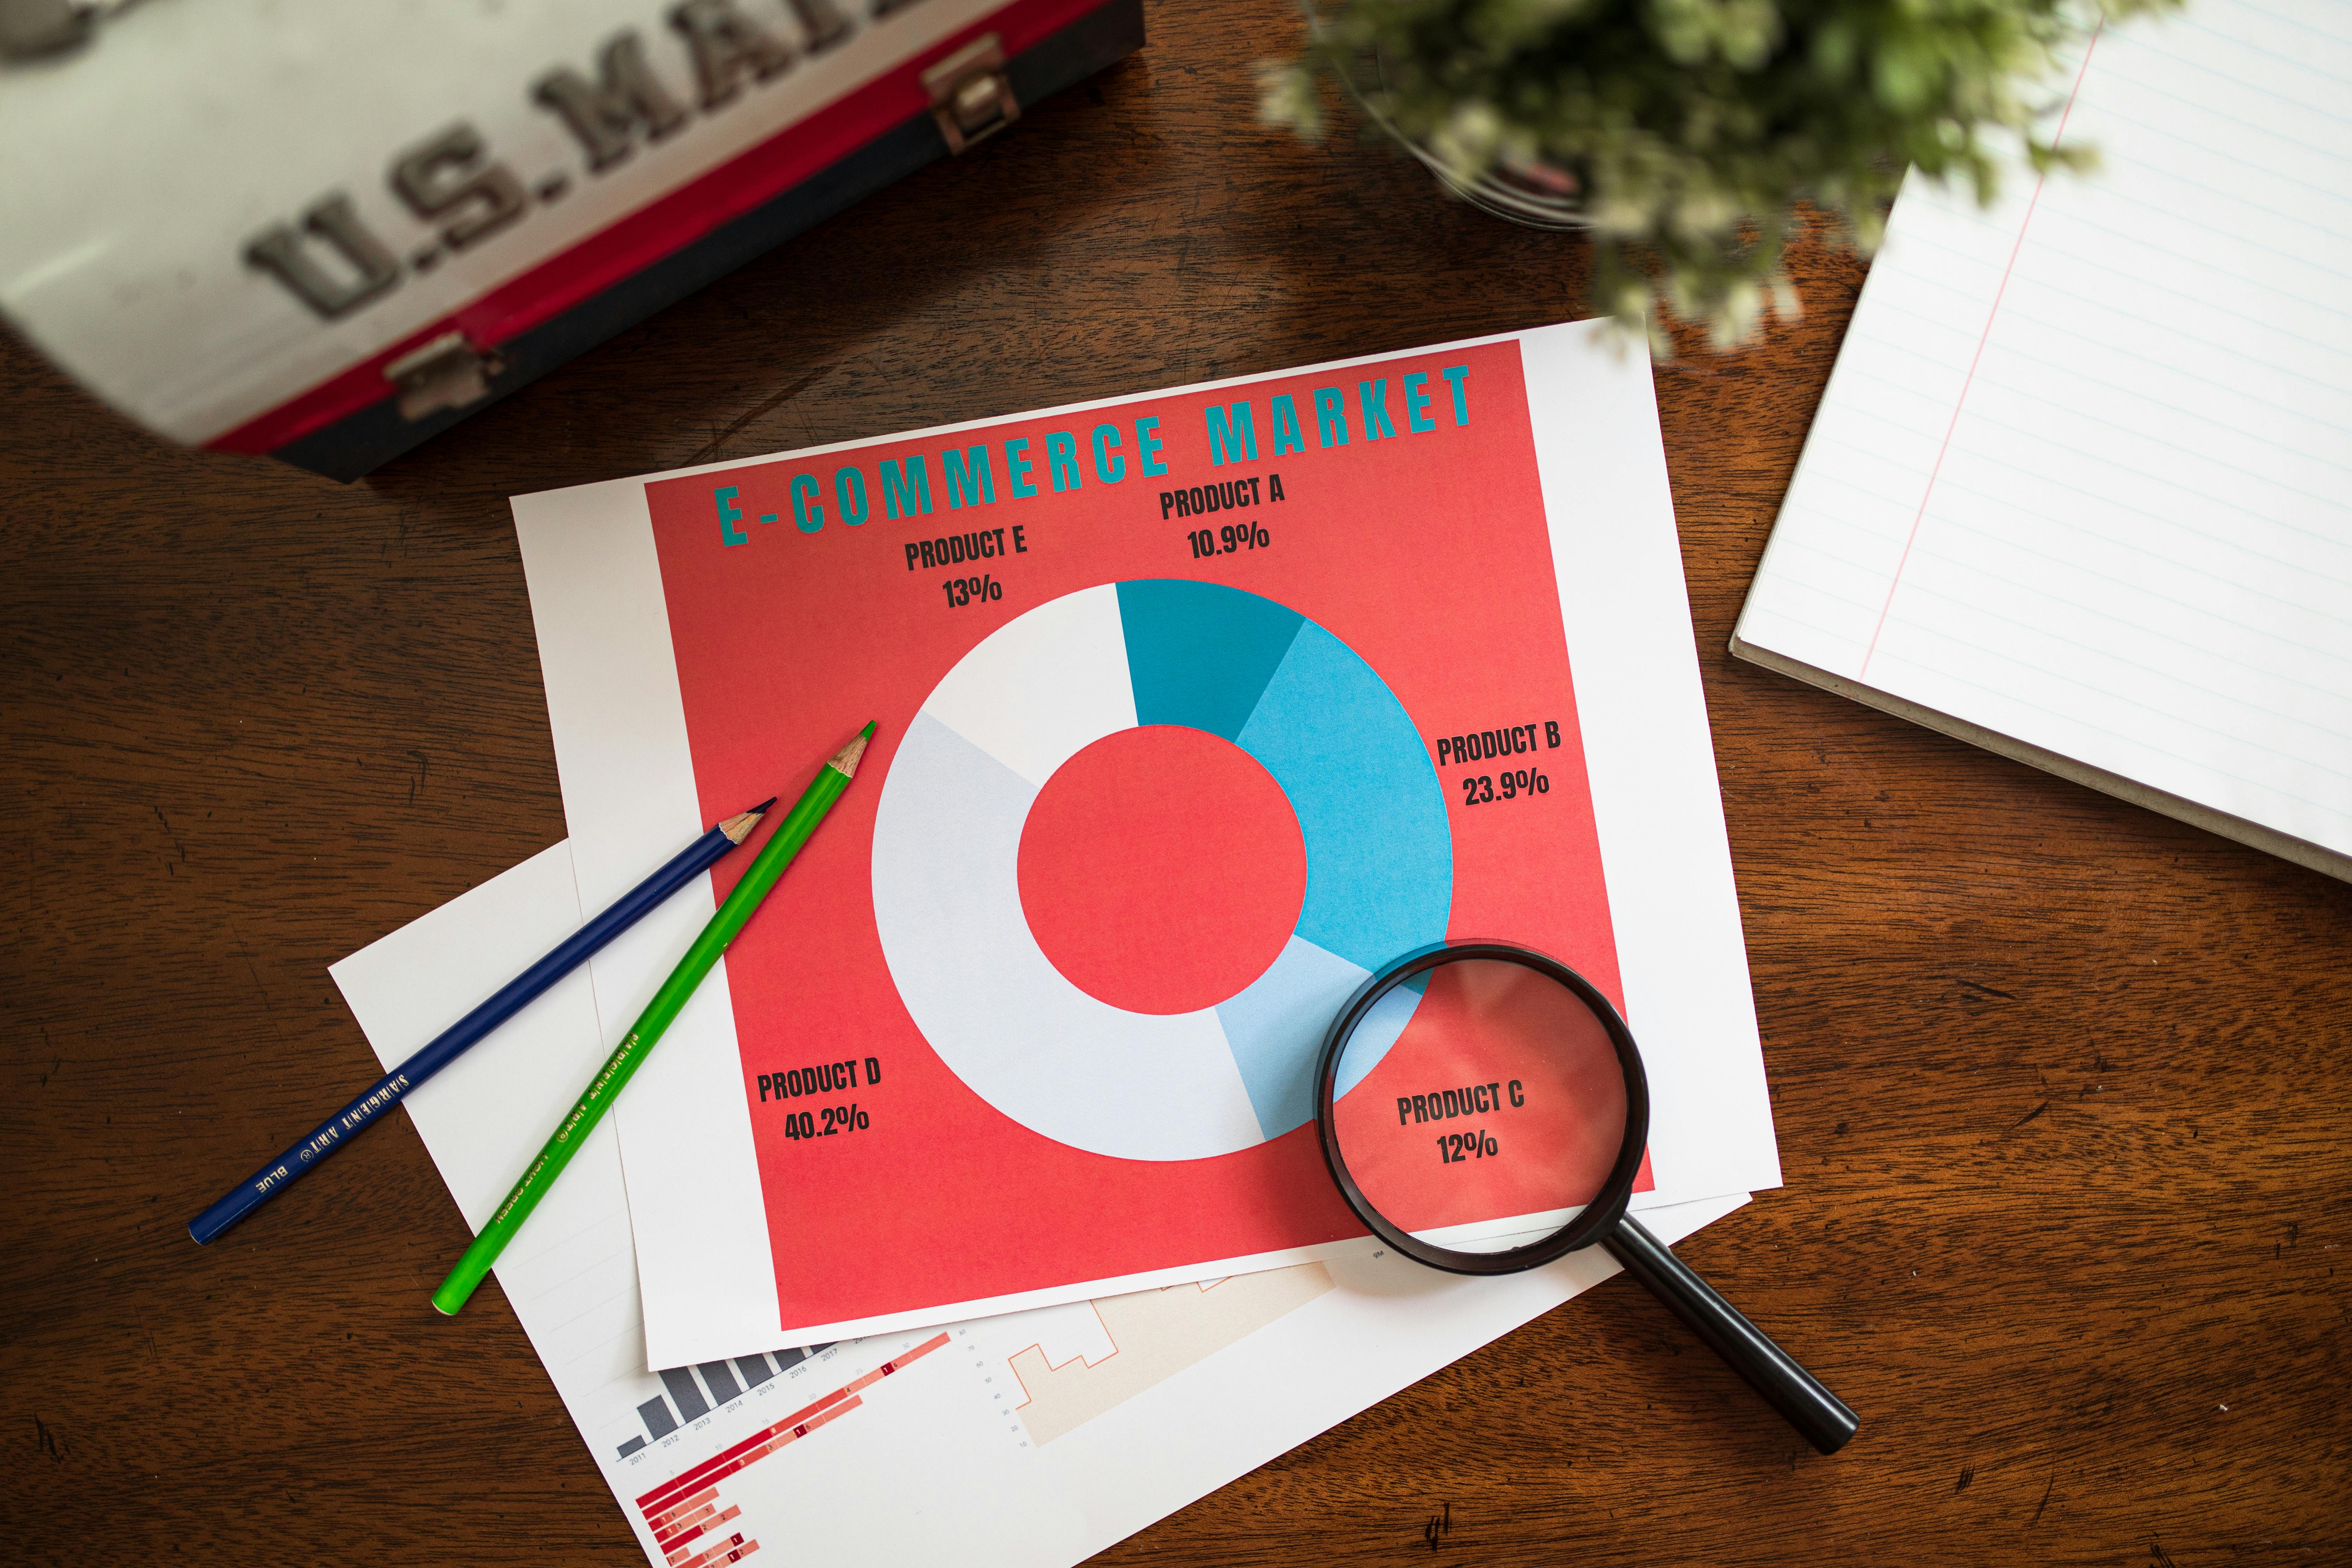 U.S.MAI
E-COMMERCE MARKET
PRODUCT A
10.9%
PRODUCT E
13%
PRODUCT B
23.9%
PRODUCT D
40.2%
PRODUCT C
12%
SARGENT ART® BLUE
SARGENT ART® LIGHT GREEN
2011 2012 2013 2014 2015 2016 2017